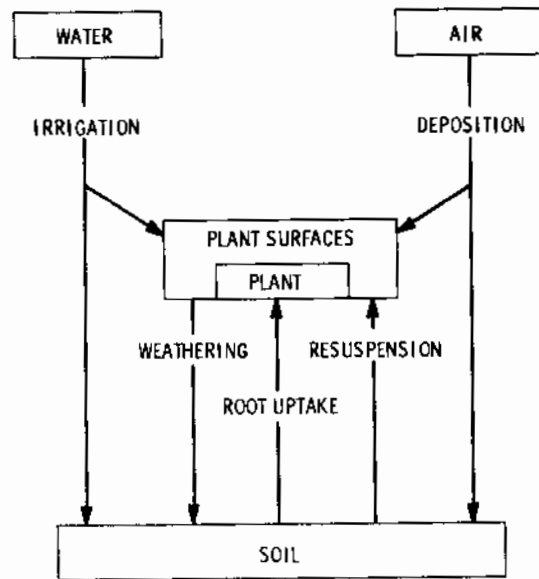 WATER
AIR
IRRIGATION
DEPOSITION
PLANT SURFACES
PLANT
WEATHERING
RESUSPENSION
ROOT UPTAKE
SOIL